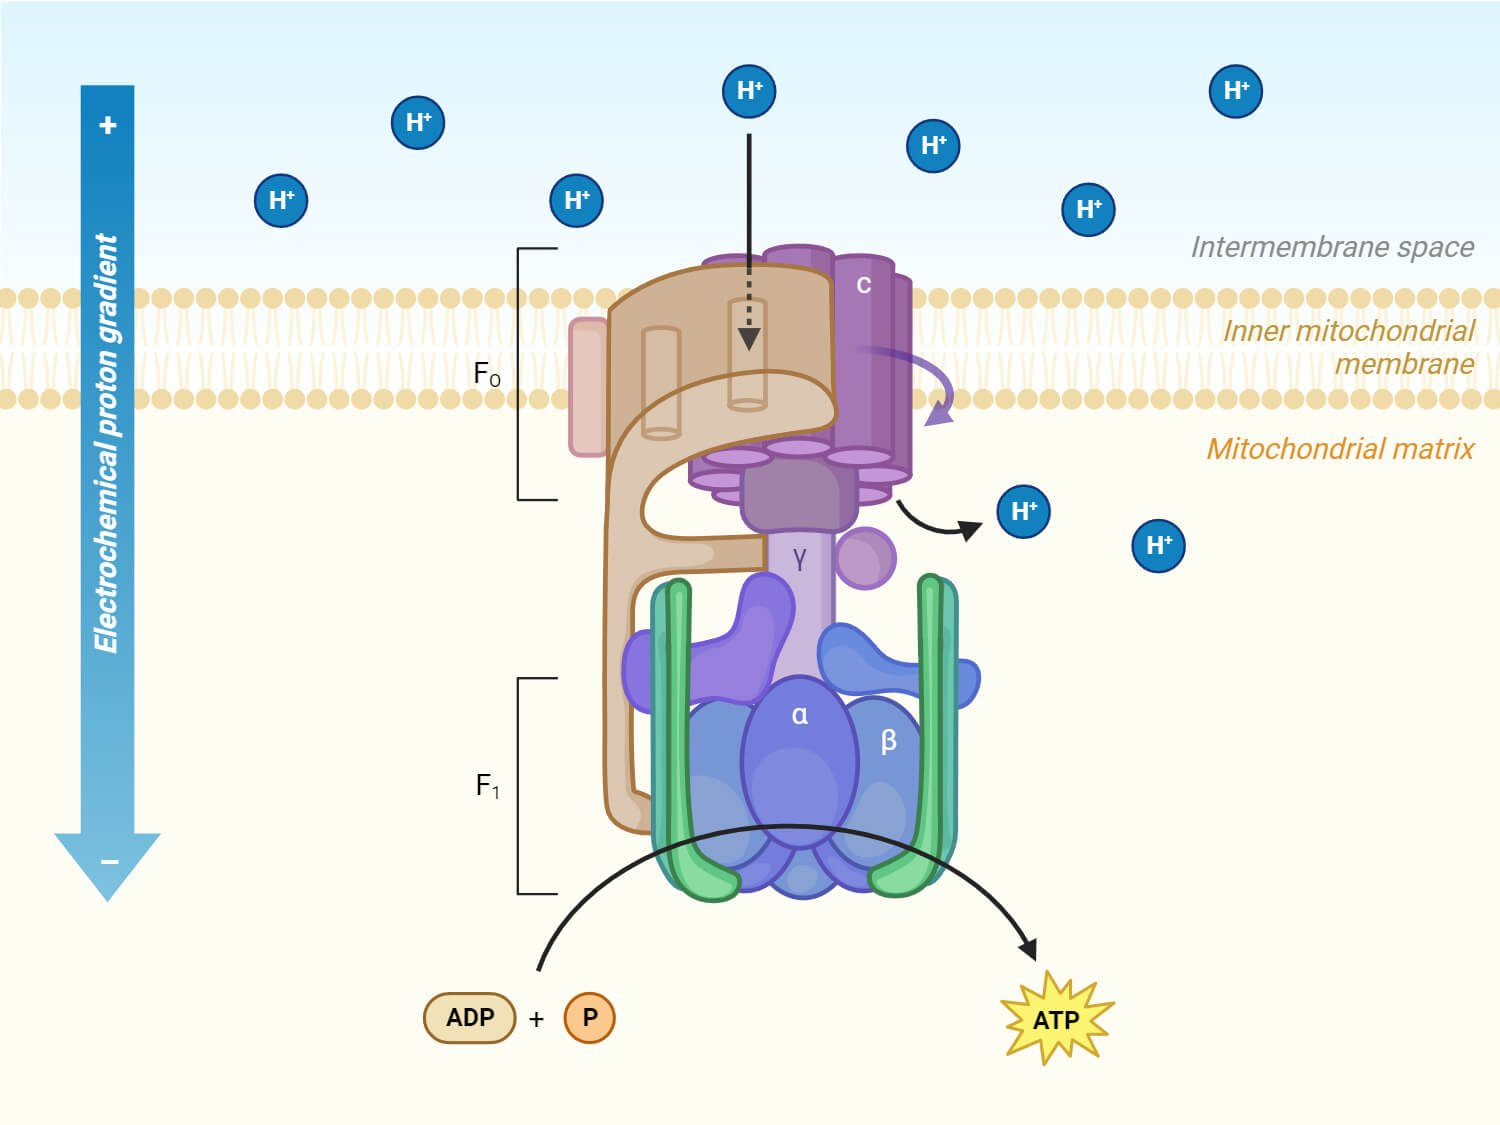 H⁺
H⁺
H⁺
+
H⁺
H⁺
H⁺
H⁺
Intermembrane space
c
Inner mitochondrial
membrane
F₀
Electrochemical proton gradient
Mitochondrial matrix
H⁺
H⁺
γ
α
β
F₁
−
ADP + P
ATP